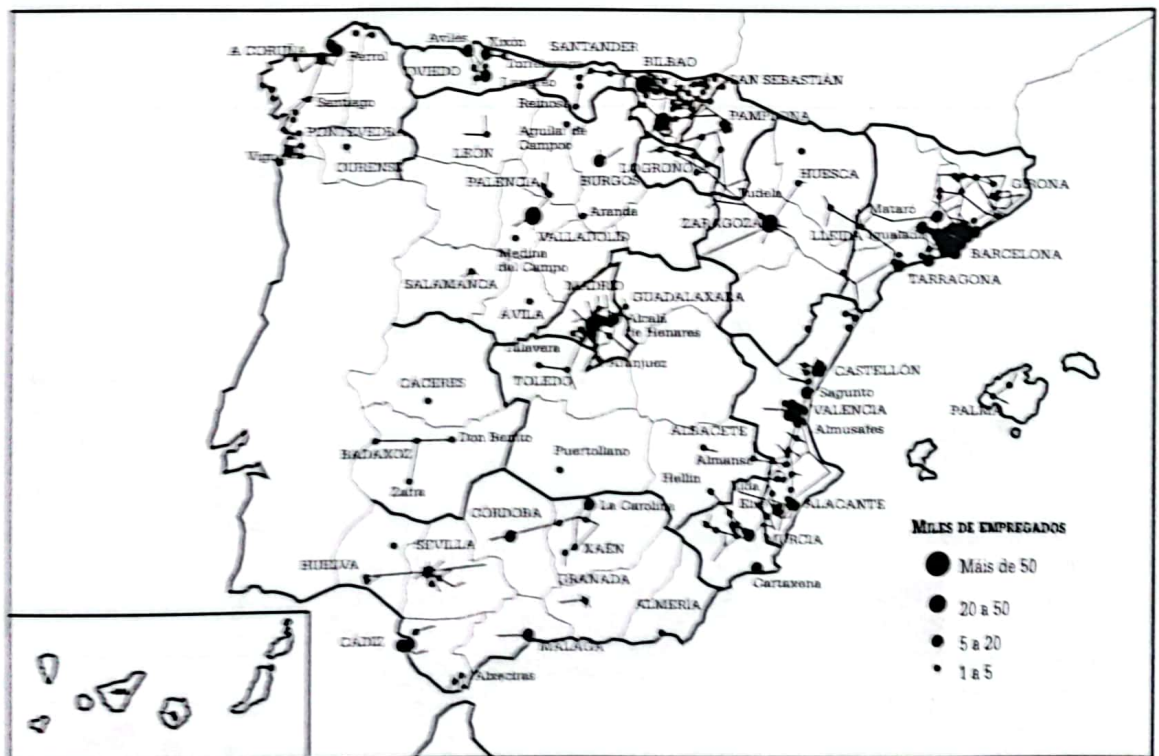 A CORUÑA
Ferrol
Santiago
PONTEVEDRA
Vigo
OURENSE
Avilés
Xixón
OVIEDO
SANTANDER
BILBAO
SAN SEBASTIÁN
Reinosa
PAMPLONA
LEÓN
Aguilar de
Campoo
LOGROÑO
BURGOS
PALENCIA
Aranda
VALLADOLID
Medina
del Campo
SALAMANCA
ÁVILA
MADRID
GUADALAXARA
Alcalá
de Henares
Talavera
Aranjuez
TOLEDO
HUESCA
Tudela
ZARAGOZA
LLEIDA
Igualada
Mataró
GIRONA
BARCELONA
TARRAGONA
CASTELLÓN
Sagunto
VALENCIA
Almusafes
PALMA
CÁCERES
Don Benito
BADAXOZ
Zafra
Puertollano
ALBACETE
Almansa
Hellín
ALACANTE
MURCIA
Cartaxena
La Carolina
CÓRDOBA
XAÉN
SEVILLA
HUELVA
GRANADA
ALMERÍA
CÁDIZ
MÁLAGA
Alxeciras
MILES DE EMPREGADOS
Máis de 50
20 a 50
5 a 20
1 a 5